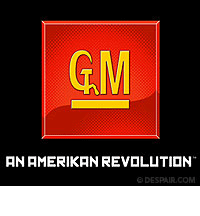 GM
AN AMERIKAN REVOLUTION™
© DESPAIR.COM